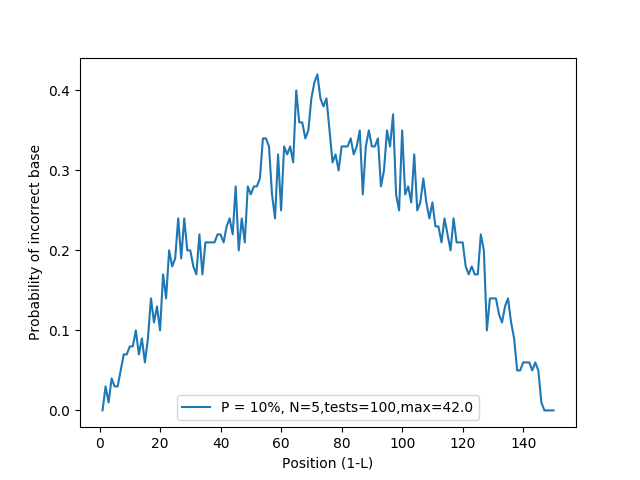 Probability of incorrect base
0.4
0.3
0.2
0.1
0.0
P = 10%, N=5,tests=100,max=42.0
0 20 40 60 80 100 120 140
Position (1-L)